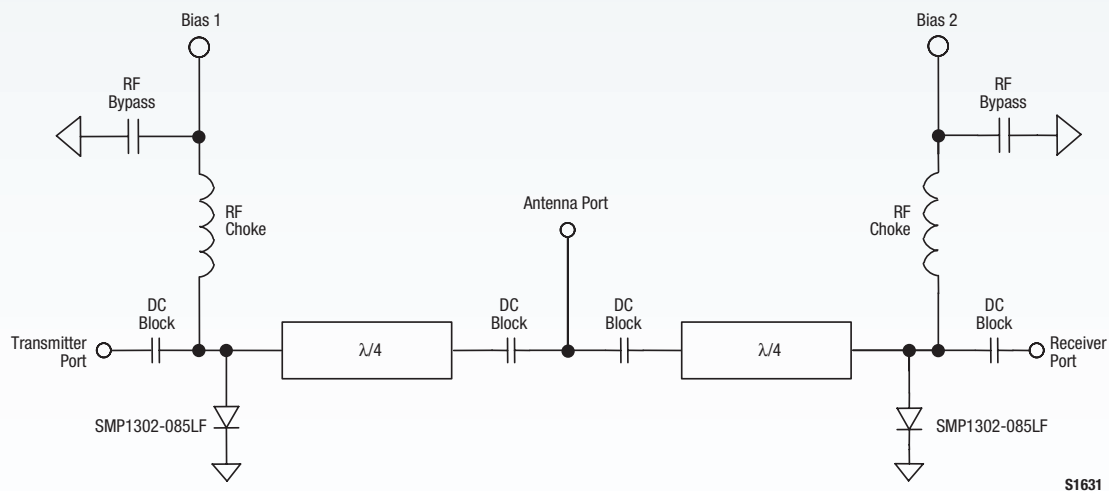 Bias 1
Bias 2
RF
Bypass
RF
Bypass
RF
Choke
Antenna Port
RF
Choke
Transmitter
Port
DC
Block
λ/4
DC
Block
DC
Block
λ/4
DC
Block
Receiver
Port
SMP1302-085LF
SMP1302-085LF
S1631